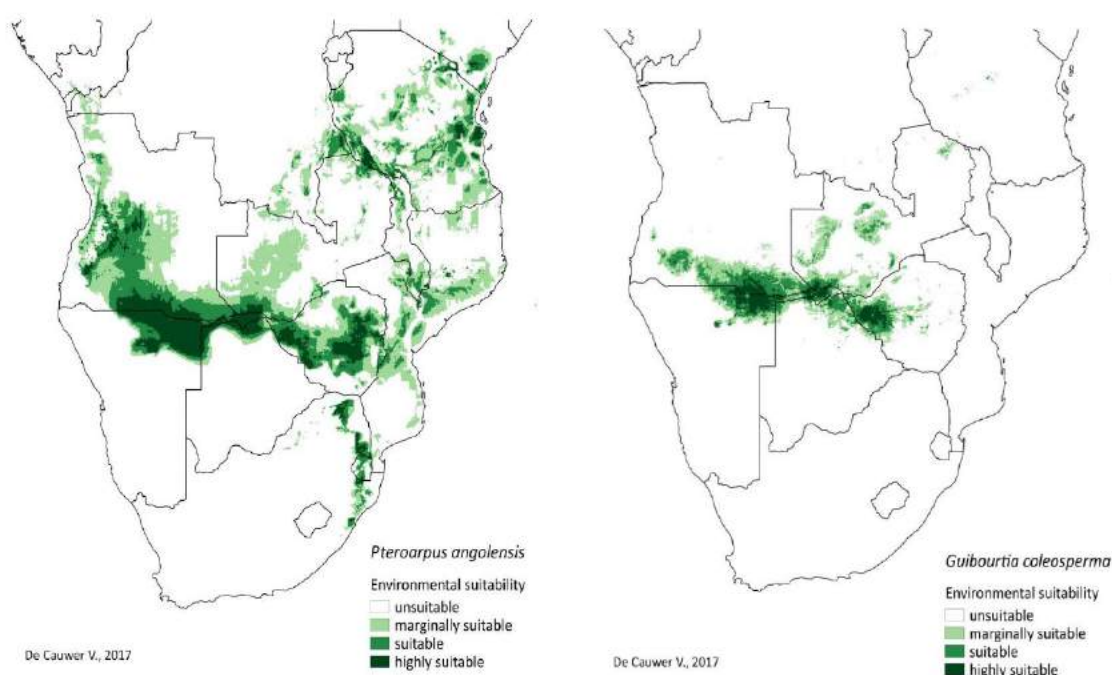 Pteroarpus angolensis
Environmental suitability
unsuitable
marginally suitable
suitable
highly suitable
De Cauwer V., 2017
Guibourtia coleosperma
Environmental suitability
unsuitable
marginally suitable
suitable
highly suitable
De Cauwer V., 2017